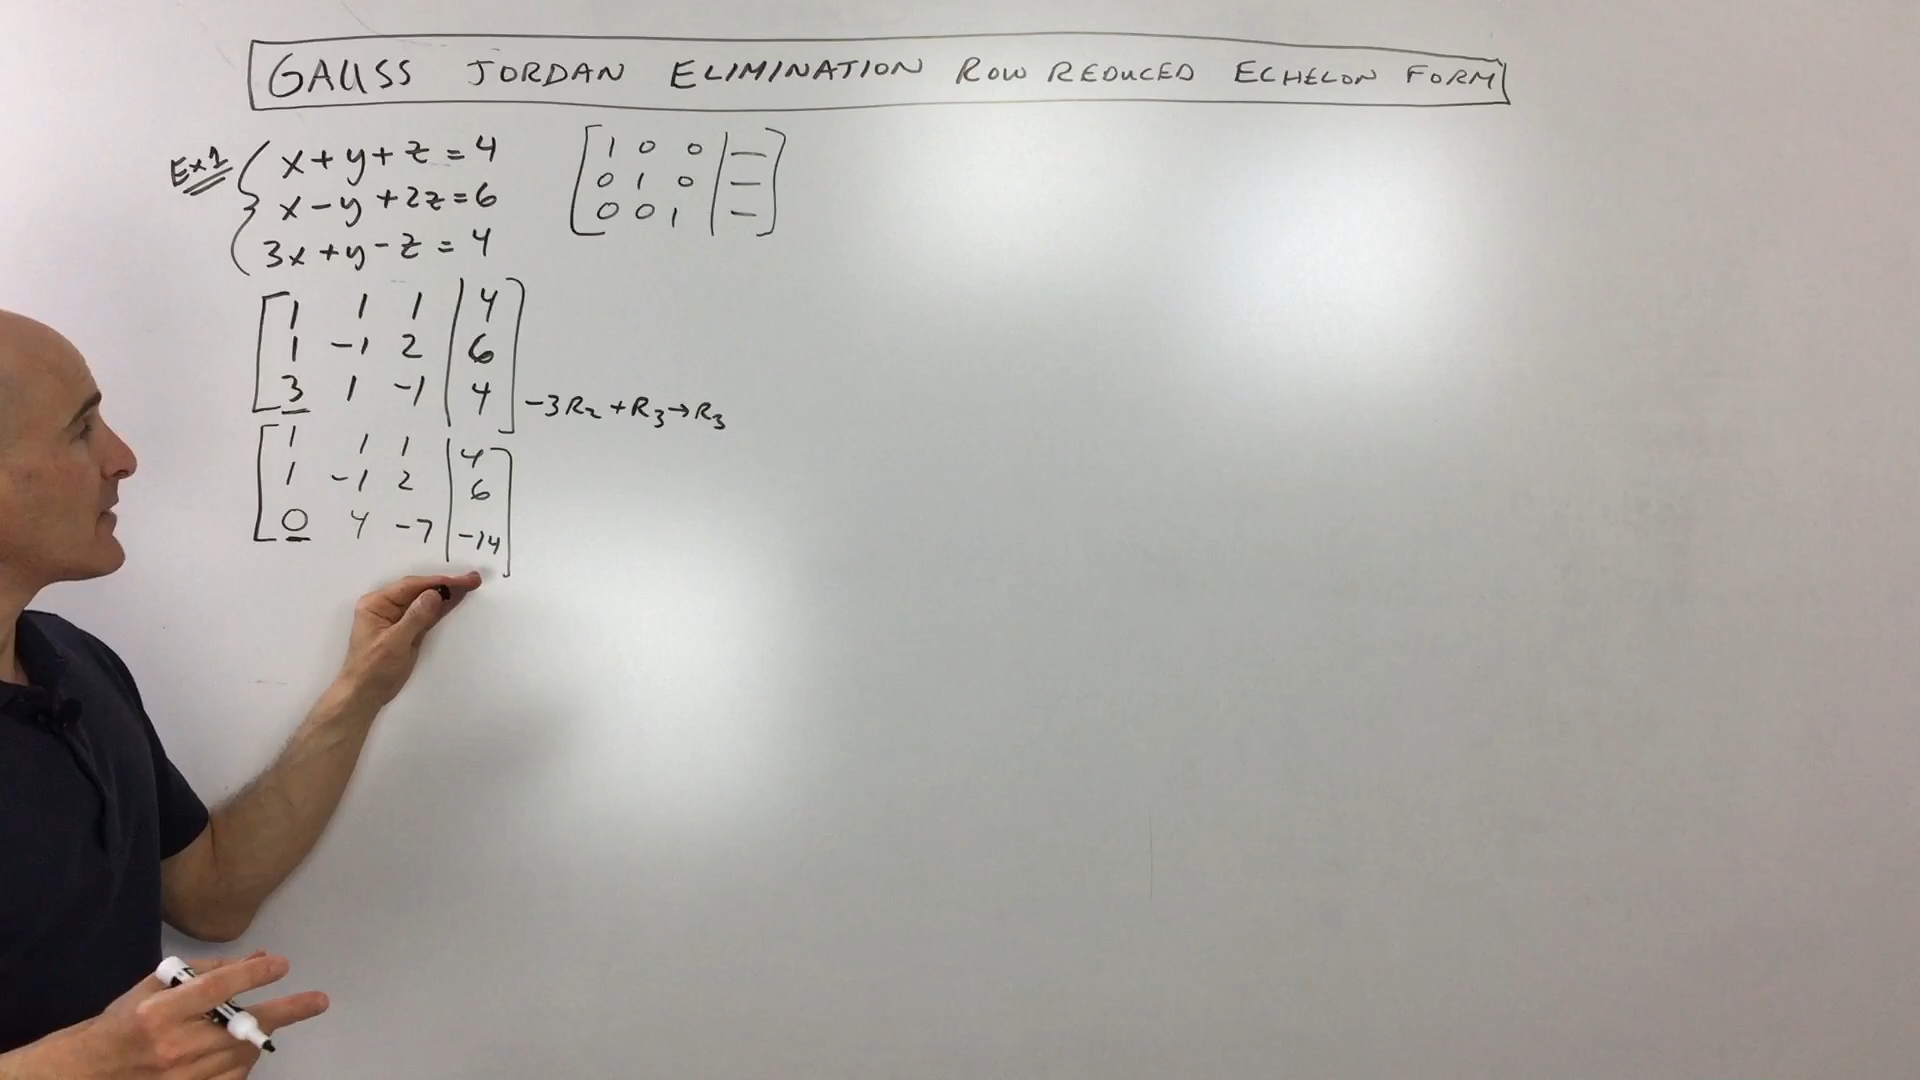 GAUSS JORDAN ELIMINATION ROW REDUCED ECHELON FORM
Ex1
x+y+z=4
x-y+2z=6
3x+y-z=4
1 0 0 | —
0 1 0 | —
0 0 1 | —
1 1 1 | 4
1 -1 2 | 6
3 1 -1 | 4
-3R₂+R₃→R₃
1 1 1 | 4
1 -1 2 | 6
0 4 -7 | -14